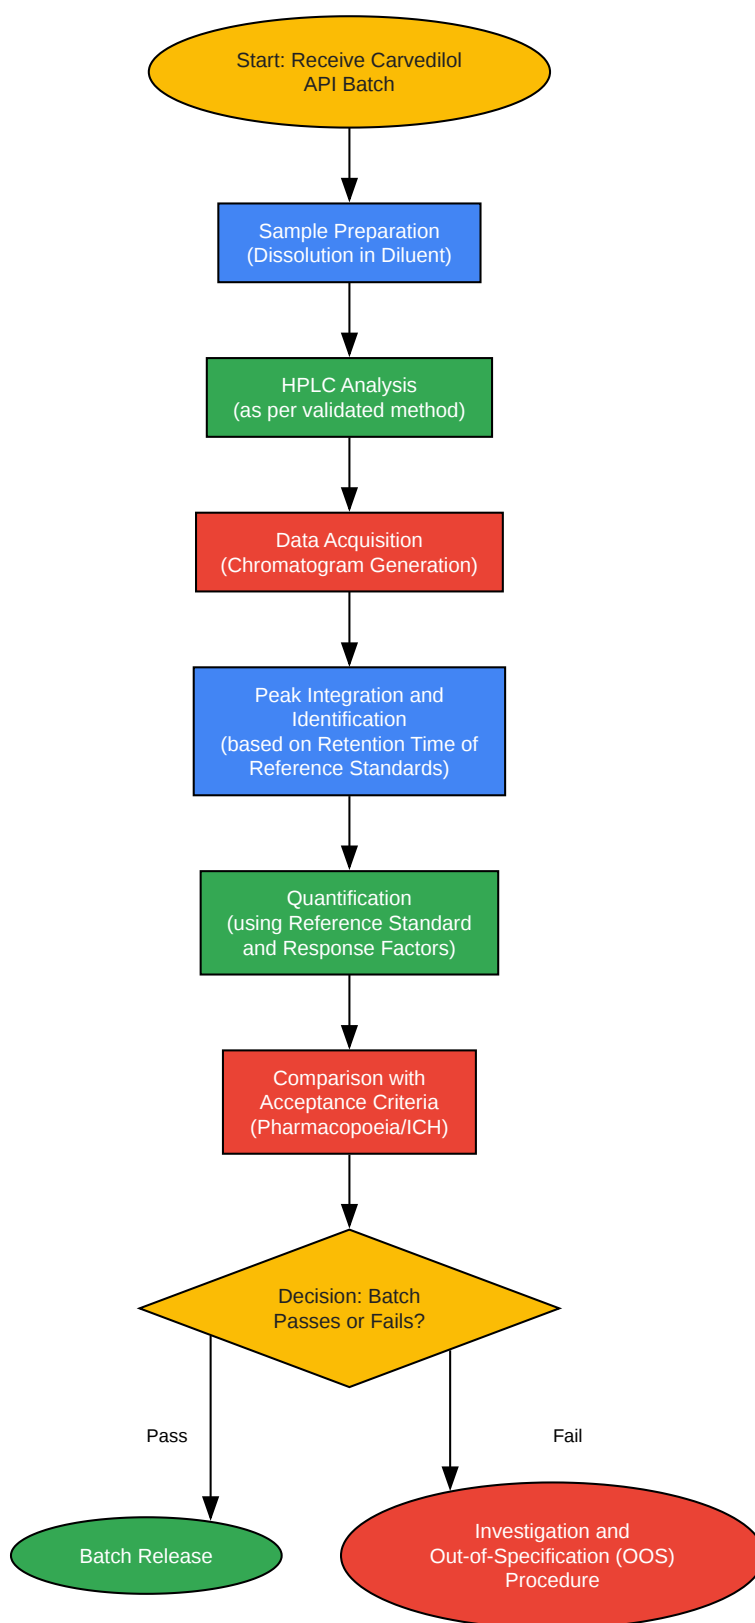 Start: Receive Carvedilol
API Batch
Sample Preparation
(Dissolution in Diluent)
HPLC Analysis
(as per validated method)
Data Acquisition
(Chromatogram Generation)
Peak Integration and
Identification
(based on Retention Time of
Reference Standards)
Quantification
(using Reference Standard
and Response Factors)
Comparison with
Acceptance Criteria
(Pharmacopoeia/ICH)
Decision: Batch
Passes or Fails?
Pass
Fail
Batch Release
Investigation and
Out-of-Specification (OOS)
Procedure